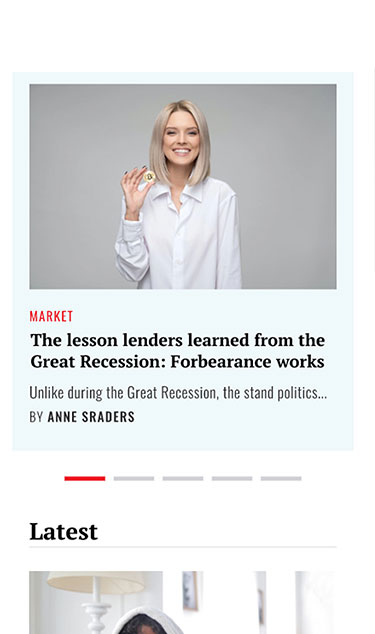 MARKET
The lesson lenders learned from the
Great Recession: Forbearance works
Unlike during the Great Recession, the stand politics...
BY ANNE SRADERS
Latest